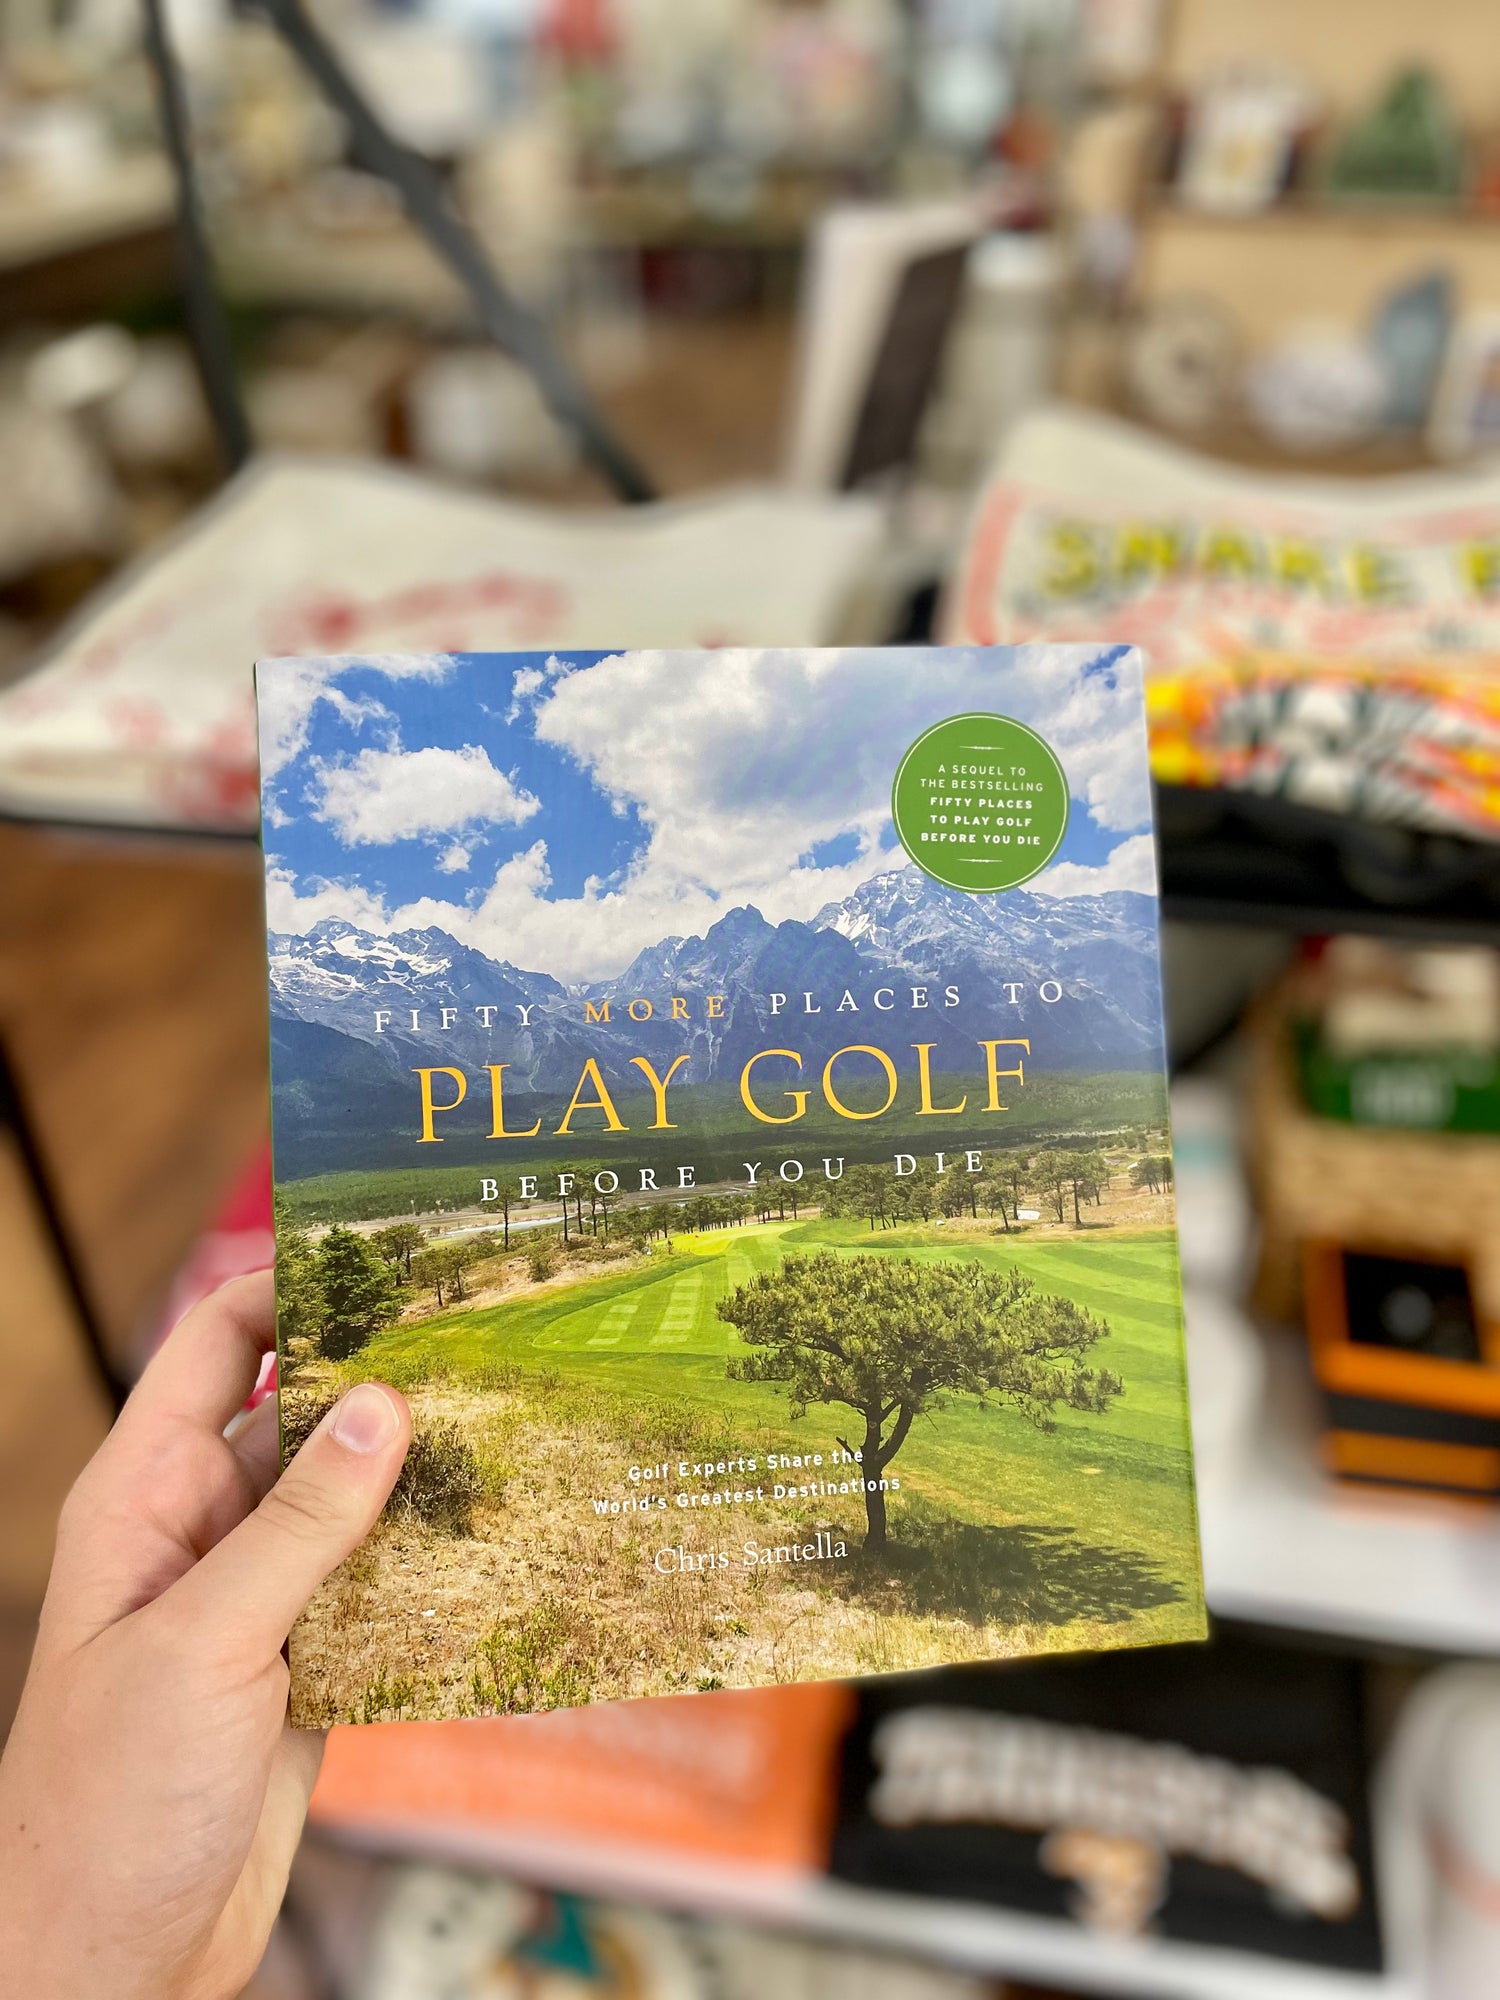 SHAKE
A SEQUEL TO
THE BESTSELLING
FIFTY PLACES
TO PLAY GOLF
BEFORE YOU DIE
FIFTY MORE PLACES TO
PLAY GOLF
BEFORE YOU DIE
Golf Experts Share the
World's Greatest Destinations
Chris Santella